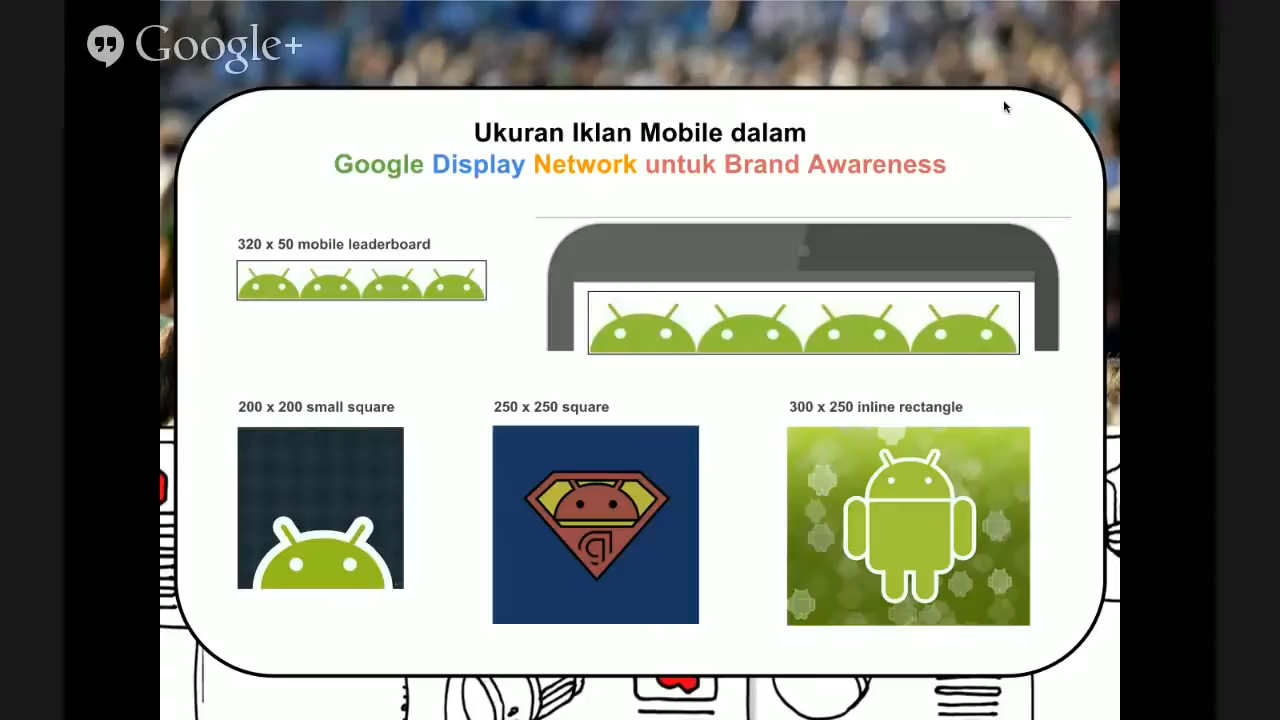 Google+
Ukuran Iklan Mobile dalam
Google Display Network untuk Brand Awareness
320 x 50 mobile leaderboard
200 x 200 small square
250 x 250 square
300 x 250 inline rectangle